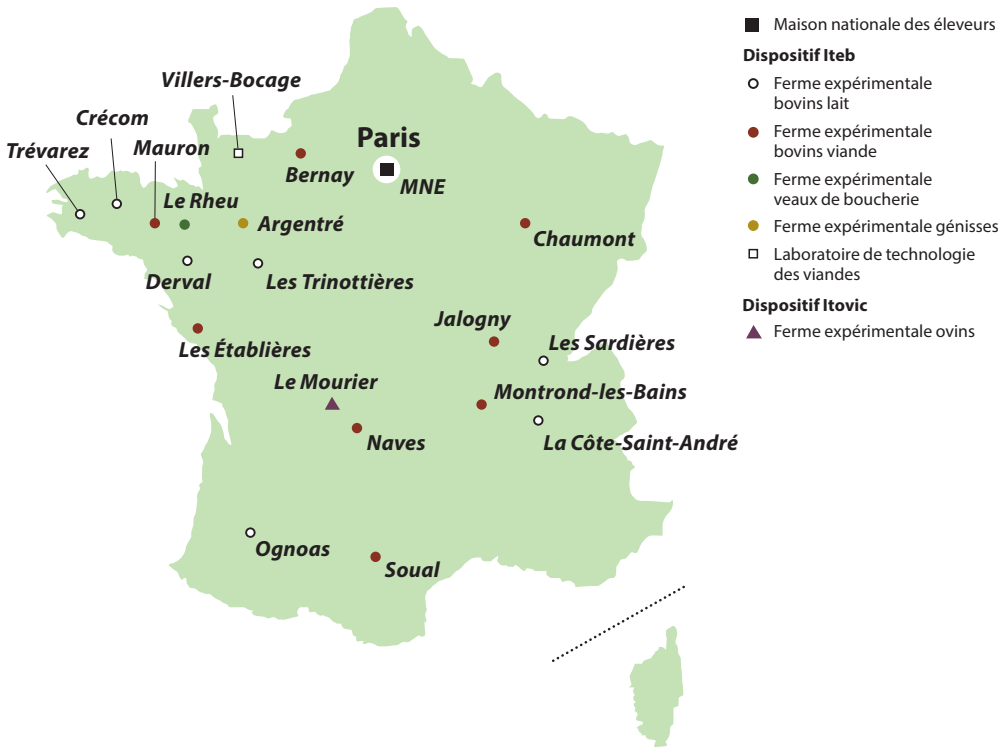 Villers-Bocage
Crécom
Trévarez
Mauron
Paris
Bernay
MNE
Le Rheu
Argentré
Chaumont
Derval
Les Trinottières
Jalogny
Les Sardières
Les Établières
Le Mourier
Montrond-les-Bains
Naves
La Côte-Saint-André
Ognoas
Soual
Maison nationale des éleveurs
Dispositif Iteb
Ferme expérimentale
bovins lait
Ferme expérimentale
bovins viande
Ferme expérimentale
veaux de boucherie
Ferme expérimentale génisses
Laboratoire de technologie
des viandes
Dispositif Itovic
Ferme expérimentale ovins